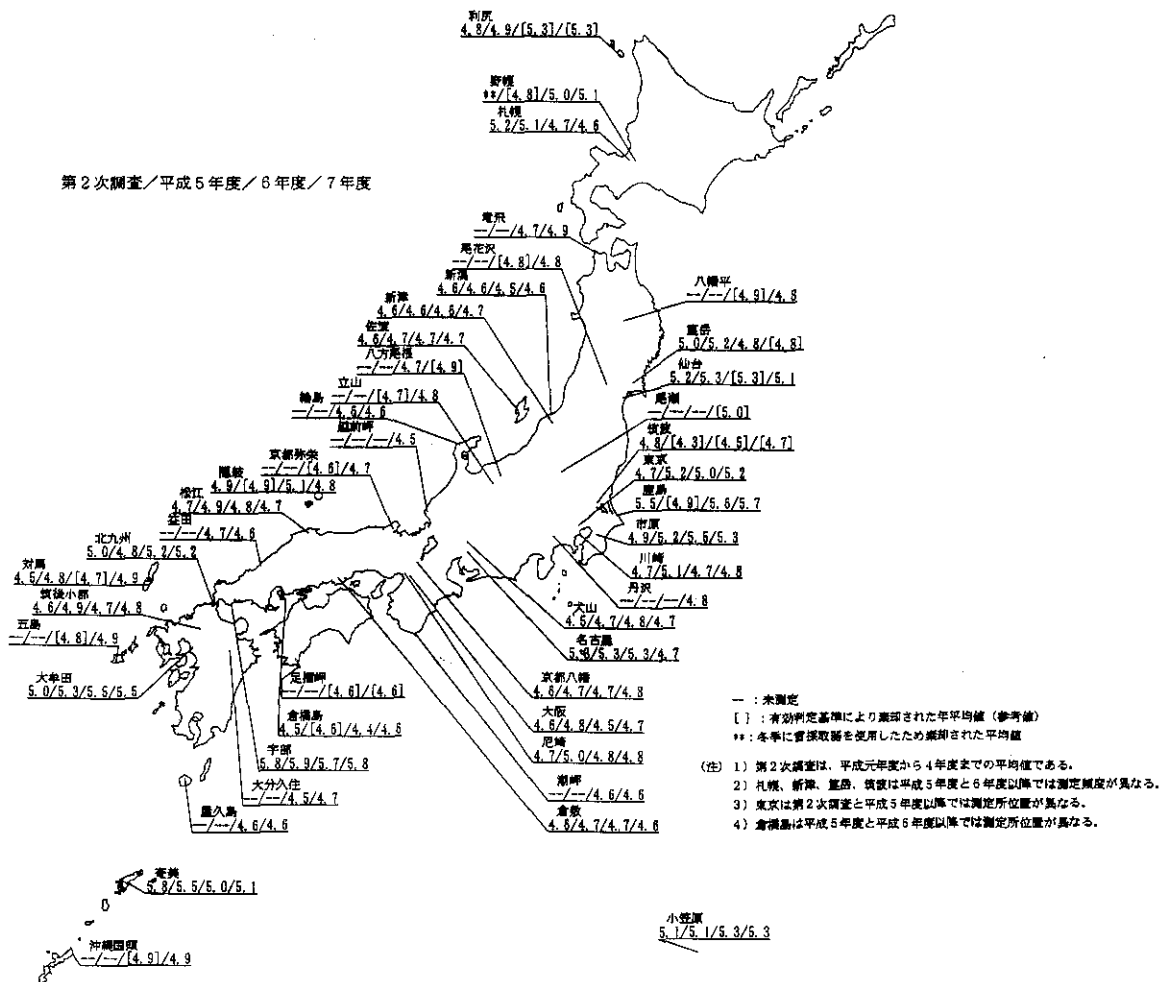 利尻
4.8/4.9/[5.3]/[5.3]
野幌
**/[4.8]/5.0/5.1
札幌
5.2/5.1/4.7/4.6
第2次調査/平成5年度/6年度/7年度
竜飛
--/--/4.7/4.9
尾花沢
--/--/[4.8]/4.8
新潟
4.6/4.6/4.5/4.6
新津
4.6/4.6/4.6/4.7
佐渡
4.6/4.7/4.7/4.7
八方尾根
--/--/4.7/[4.9]
立山
--/--/[4.7]/4.8
輪島
--/--/4.6/4.6
越前岬
--/--/--/4.5
京都弥栄
--/--/[4.6]/4.7
隠岐
4.9/[4.9]/5.1/4.8
松江
4.7/4.9/4.8/4.7
益田
--/--/4.7/4.6
北九州
5.0/4.8/5.2/5.2
対馬
4.5/4.8/[4.7]/4.9
筑後小郡
4.6/4.9/4.7/4.8
五島
--/--/[4.8]/4.9
大牟田
5.0/5.3/5.5/5.5
八幡平
--/--/[4.9]/4.8
箟岳
5.0/5.2/4.8/[4.8]
仙台
5.2/5.3/[5.3]/5.1
尾瀬
--/--/--/[5.0]
筑波
4.8/[4.3]/[4.5]/[4.7]
東京
4.7/5.2/5.0/5.2
鹿島
5.5/[4.9]/5.6/5.7
市原
4.9/5.2/5.5/5.3
川崎
4.7/5.1/4.7/4.8
丹沢
--/--/--/4.8
犬山
4.5/4.7/4.8/4.7
名古屋
5.3/5.3/4.7
京都八幡
4.6/4.7/4.7/4.8
大阪
4.6/4.8/4.5/4.7
尼崎
4.7/5.0/4.8/4.8
潮岬
--/--/4.6/4.6
倉敷
4.6/4.7/4.7/4.6
足摺岬
--/--/[4.6]/[4.6]
倉橋島
4.5/[4.6]/4.4/4.5
宇部
5.8/5.9/5.7/5.8
大分久住
--/--/4.5/4.7
屋久島
--/--/4.6/4.6
奄美
5.8/5.5/5.0/5.1
沖縄国頭
--/--/[4.9]/4.9
小笠原
5.1/5.1/5.3/5.3
-- : 未測定
[ ] : 有効判定基準により棄却された年平均値(参考値)
** : 冬季に雪採取器を使用したため棄却された平均値
(注) 1) 第2次調査は、平成元年度から4年度までの平均値である。
2) 札幌、新津、箟岳、筑波は平成5年度と6年度以降では測定頻度が異なる。
3) 東京は第2次調査と平成5年度以降では測定所位置が異なる。
4) 倉橋島は平成5年度と平成6年度以降では測定所位置が異なる。